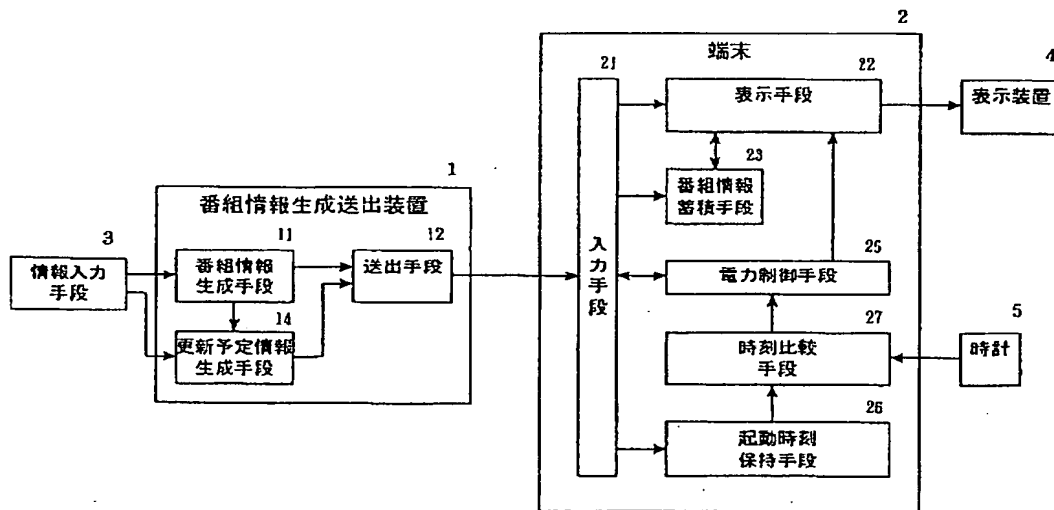 2
端末
4
21
22
表示手段
表示装置
23
番組情報
蓄積手段
1
番組情報生成送出装置
3
11
12
情報入力
手段
番組情報
生成手段
送出手段
14
更新予定情報
生成手段
入力手段
25
電力制御手段
27
5
時刻比較
手段
時計
26
起動時刻
保持手段